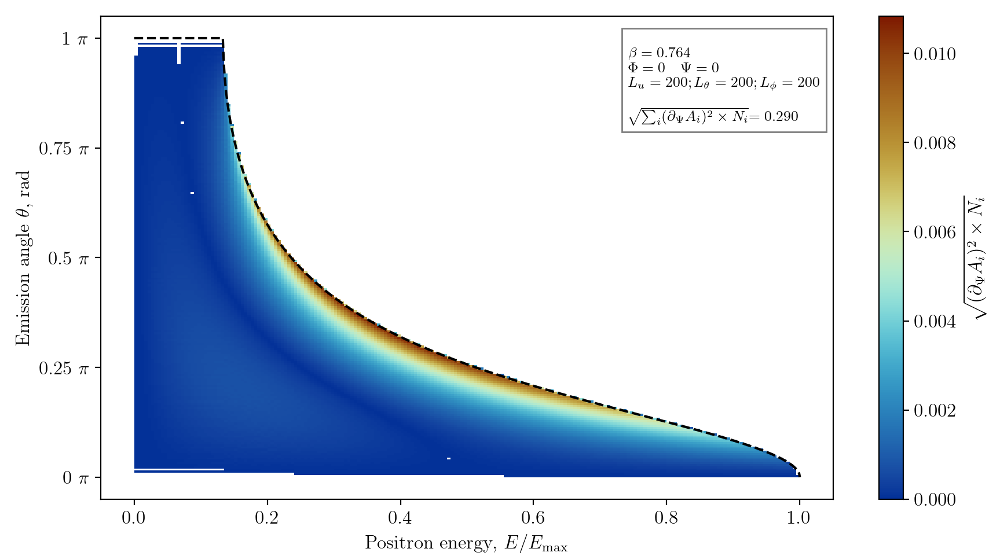 β = 0.764
Φ = 0 Ψ = 0
L_u = 200; L_θ = 200; L_ϕ = 200
√∑_i(∂_Ψ A_i)² × N_i = 0.290
1 π
0.75 π
0.5 π
0.25 π
0 π
Emission angle θ, rad
0.0 0.2 0.4 0.6 0.8 1.0
Positron energy, E/E_max
0.010
0.008
0.006
0.004
0.002
0.000
√(∂_Ψ A_i)² × N_i